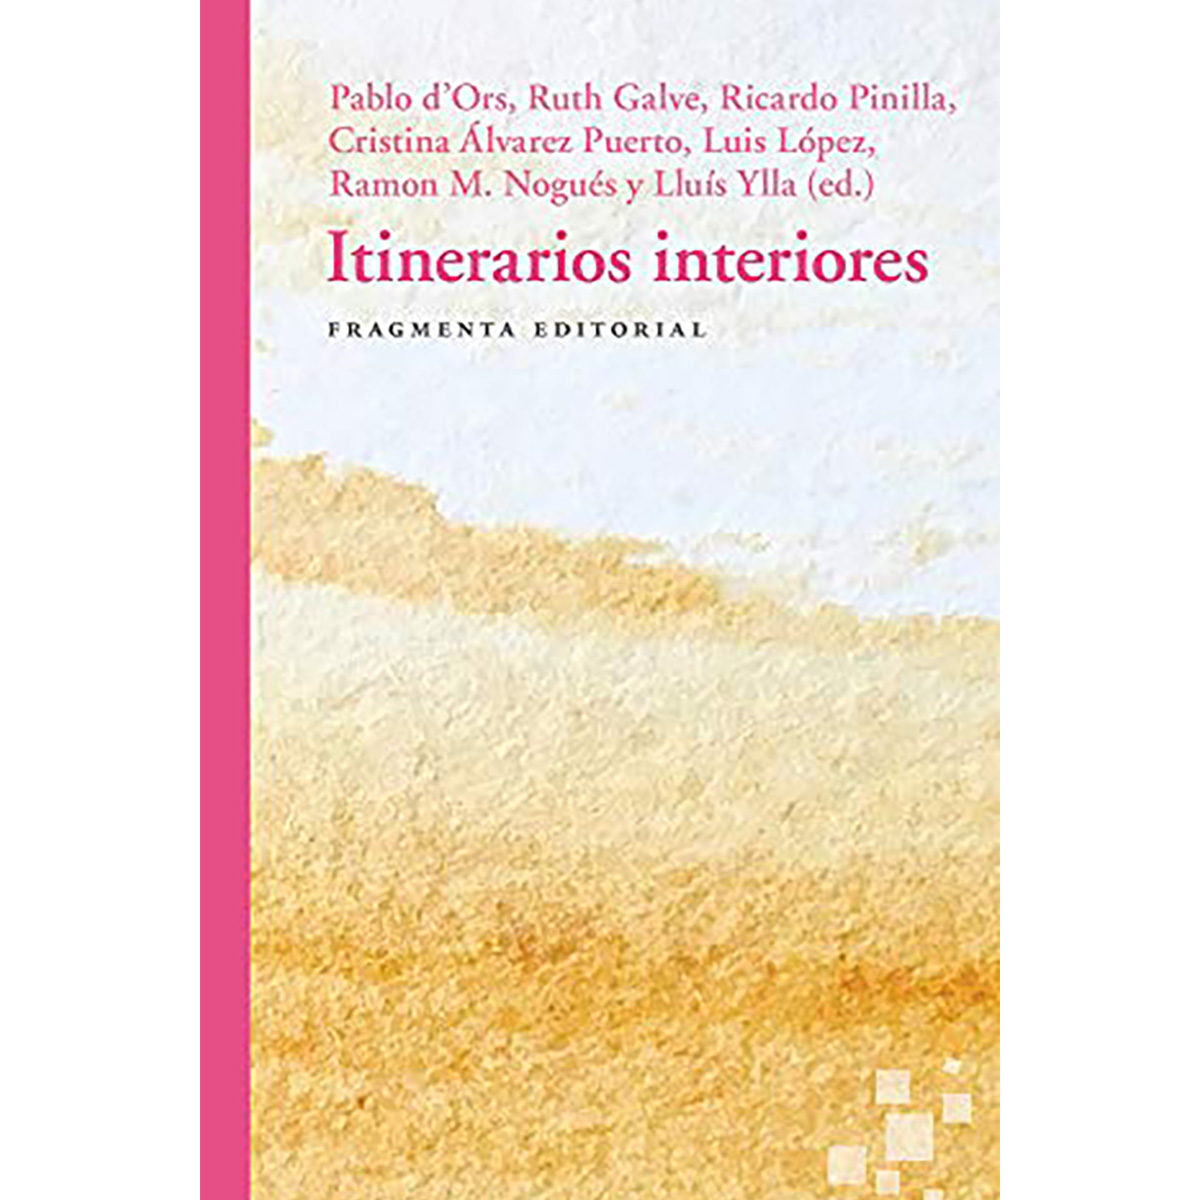 Pablo d’Ors, Ruth Galve, Ricardo Pinilla,
Cristina Álvarez Puerto, Luis López,
Ramon M. Nogués y Lluís Ylla (ed.)
Itinerarios interiores
FRAGMENTA EDITORIAL